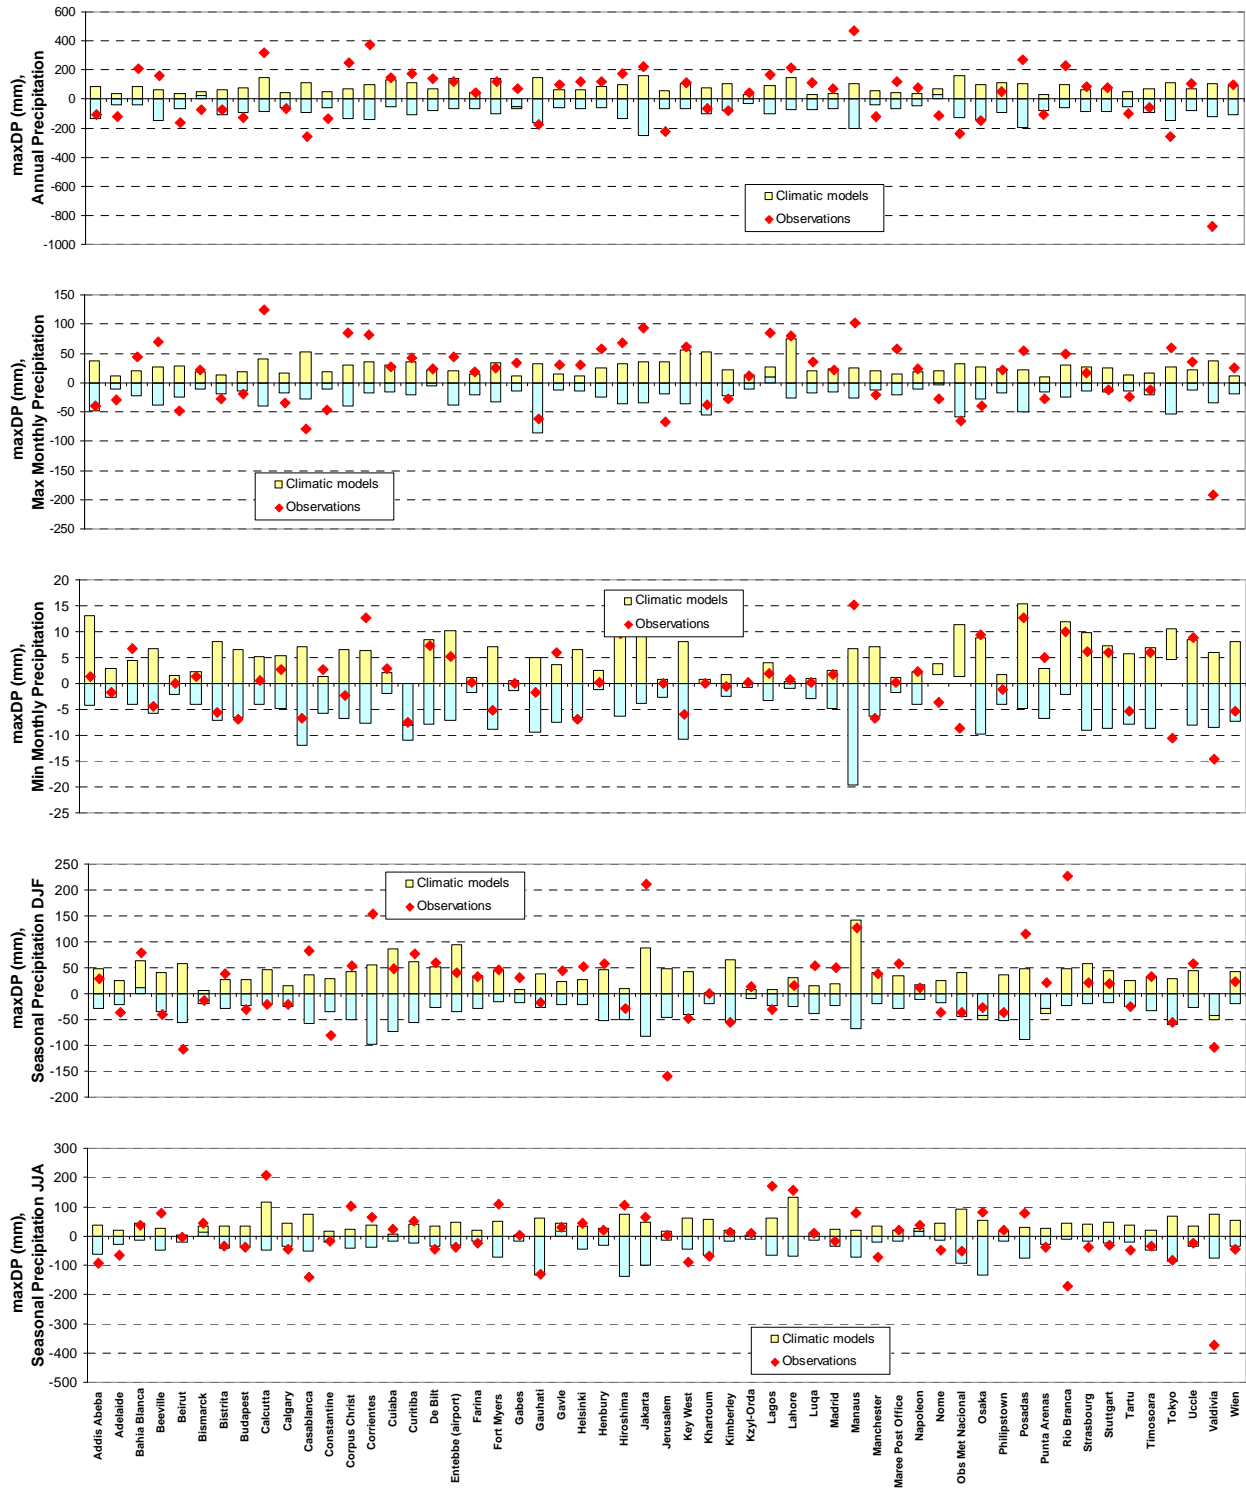 maxDP (mm),
Annual Precipitation
600
400
200
0
-200
-400
-600
-800
-1000
Climatic models
Observations
maxDP (mm),
Max Monthly Precipitation
150
100
50
0
-50
-100
-150
-200
-250
Climatic models
Observations
maxDP (mm)
Min Monthly Precipitation
20
15
10
5
0
-5
-10
-15
-20
-25
Climatic models
Observations
maxDP (mm),
Seasonal Precipitation DJF
250
200
150
100
50
0
-50
-100
-150
-200
Climatic models
Observations
maxDP (mm),
Seasonal Precipitation JJA
300
200
100
0
-100
-200
-300
-400
-500
Climatic models
Observations
Addis Abeba
Adelaide
Bahia Blanca
Beeville
Beirut
Bismarck
Bistrita
Budapest
Calcutta
Calgary
Casablanca
Constantine
Corpus Christ
Corrientes
Cuiaba
Curitiba
De Bilt
Entebbe (airport)
Farina
Fort Myers
Gabes
Gauhati
Gavle
Helsinki
Henbury
Hiroshima
Jakarta
Jerusalem
Key West
Khartoum
Kimberley
Kzyl-Orda
Lagos
Lahore
Luqa
Madrid
Manaus
Manchester
Maree Post Office
Napoleon
Nome
Obs Met Nacional
Osaka
Philipstown
Posadas
Punta Arenas
Rio Branca
Strasbourg
Stuttgart
Tartu
Timosoara
Tokyo
Uccle
Valdivia
Wien